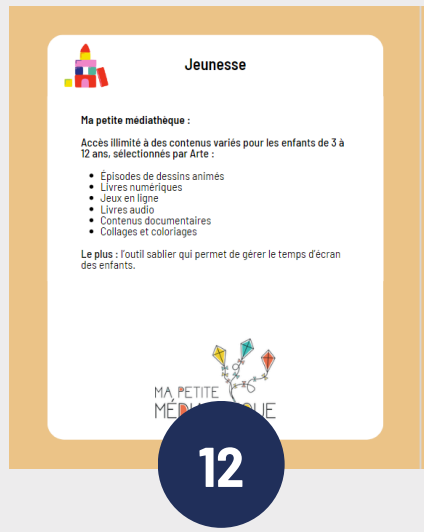 Jeunesse
Ma petite médiathèque :
Accès illimité à des contenus variés pour les enfants de 3 à
12 ans, sélectionnés par Arte :
• Épisodes de dessins animés
• Livres numériques
• Jeux en ligne
• Livres audio
• Contenus documentaires
• Collages et coloriages
Le plus : l'outil sablier qui permet de gérer le temps d'écran
des enfants.
MA PETITE
12